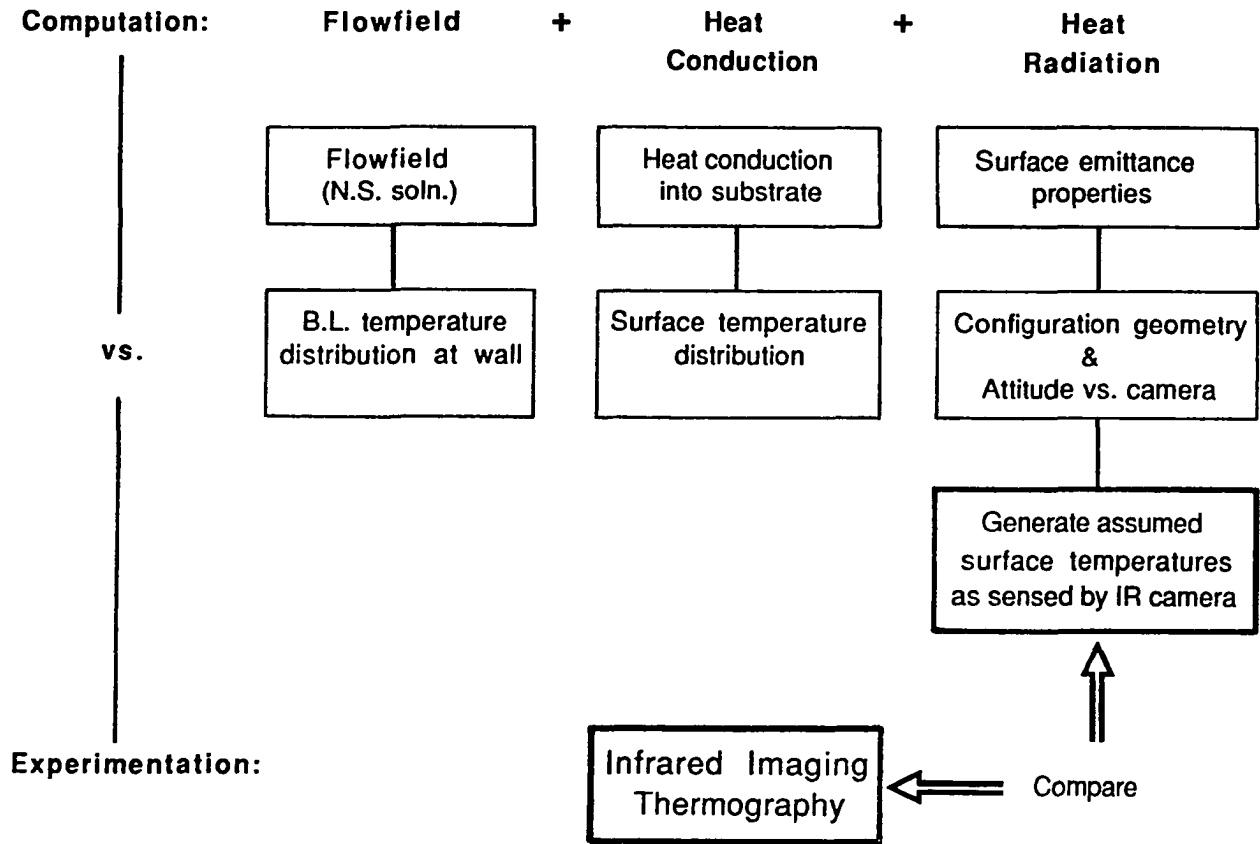 Computation: Flowfield + Heat Conduction + Heat Radiation
Flowfield
(N.S. soln.)
Heat conduction
into substrate
Surface emittance
properties
B.L. temperature
distribution at wall
Surface temperature
distribution
Configuration geometry
&
Attitude vs. camera
vs.
Generate assumed
surface temperatures
as sensed by IR camera
Experimentation:
Infrared Imaging
Thermography
Compare